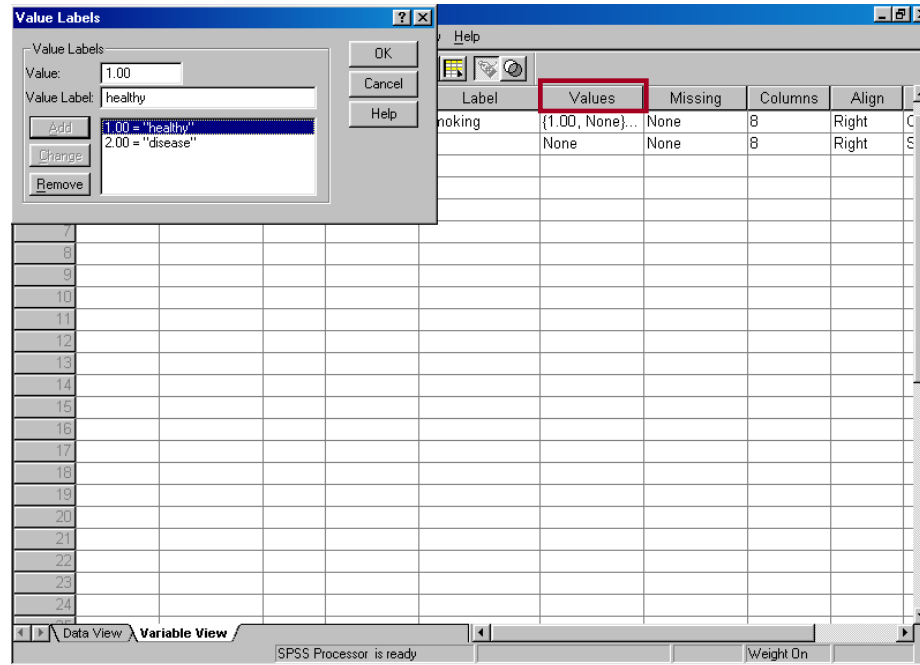 Value Labels
Value Labels
Value: 1.00
Value Label: healthy
Add
Change
Remove
1.00 = "healthy"
2.00 = "disease"
OK
Cancel
Help
Help
Label Values Missing Columns Align
noking {1.00, None}... None 8 Right
None None 8 Right
7
8
9
10
11
12
13
14
15
16
17
18
19
20
21
22
23
24
Data View Variable View
SPSS Processor is ready Weight On